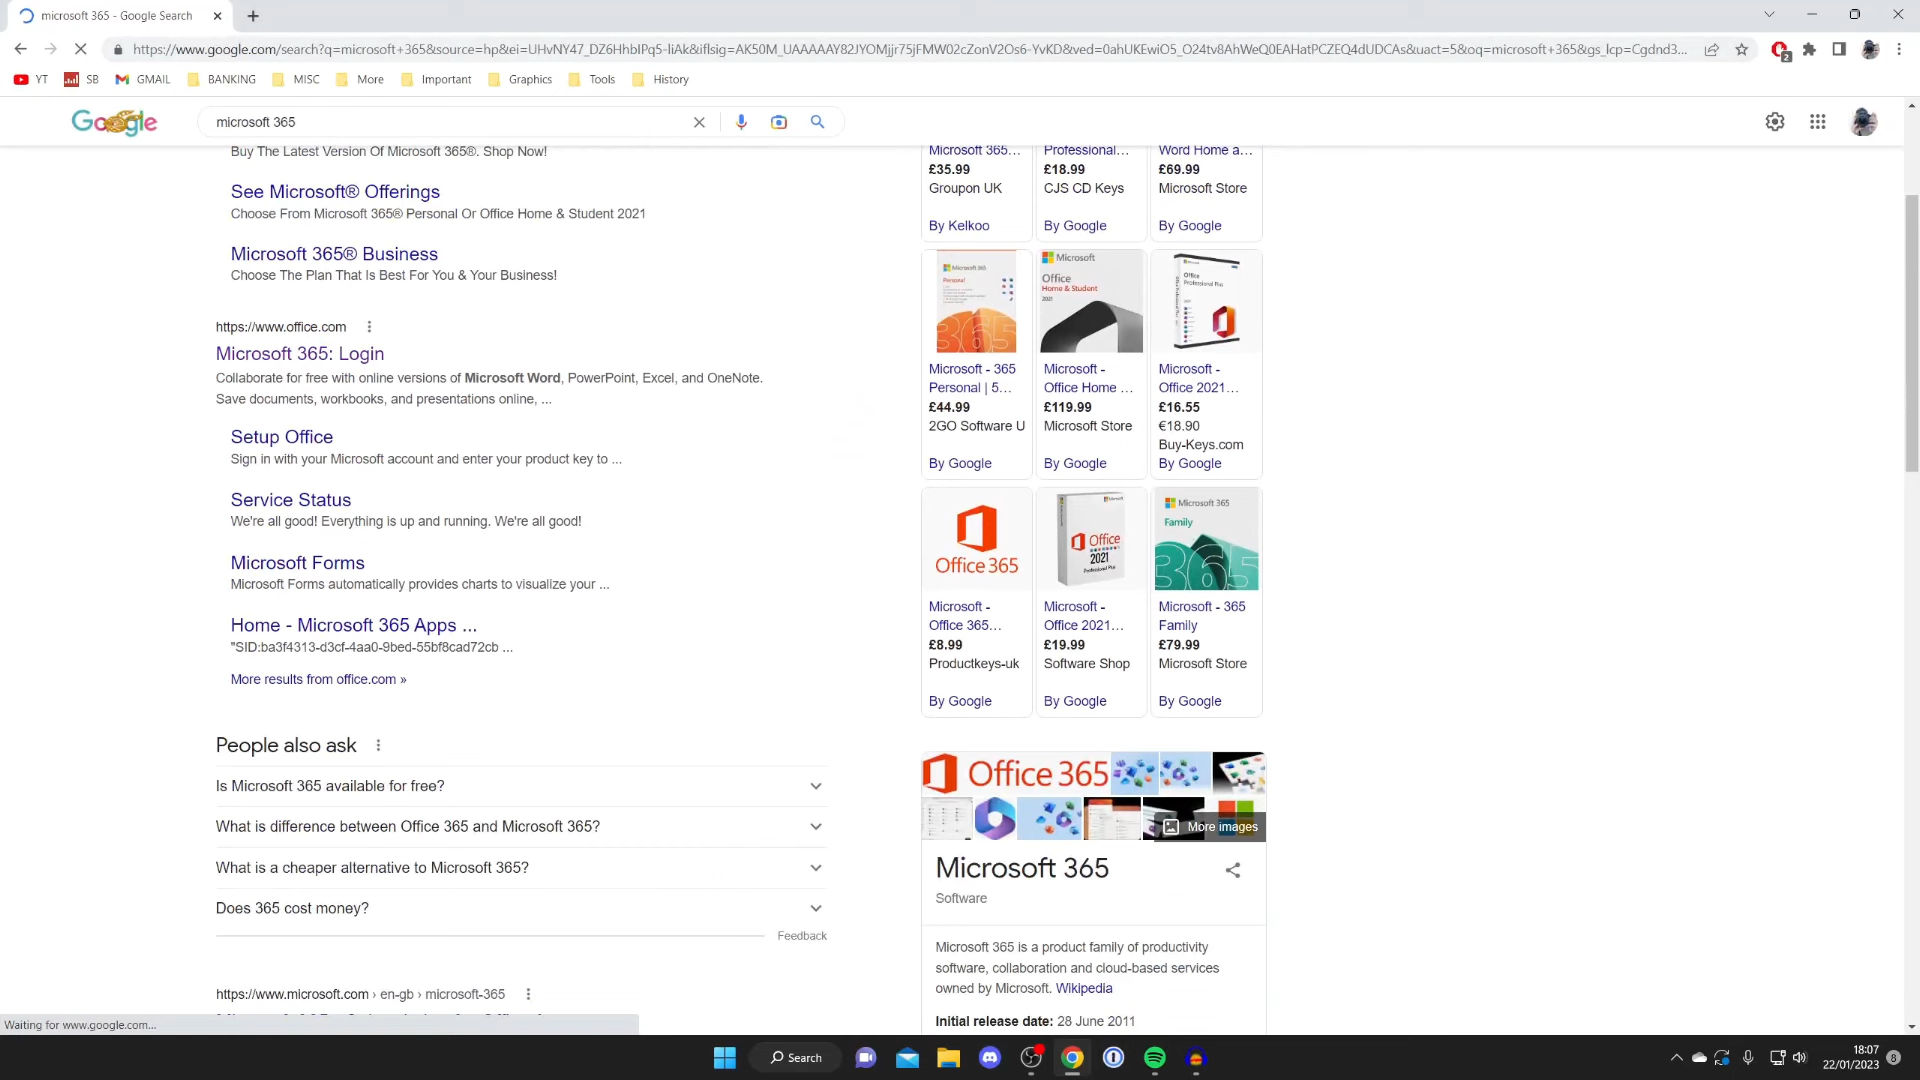 microsoft 365 - Google Search
https://www.google.com/search?q=microsoft+365&source=hp&ei=UHvNY47_DZ6HhbIPq5-liAk&iflsig=AK50M_UAAAAAY82JYOMjjr75jFMW02cZonV2Os6-YvKD&ved=0ahUKEwiO5_O24tv8AhWeQ0EAHatPCZEQ4dUDCAs&uact=5&oq=microsoft+365&gs_lcp=Cgdnd3...
2
YT SB GMAIL BANKING MISC More Important Graphics Tools History
Google
microsoft 365
Buy The Latest Version Of Microsoft 365®. Shop Now!
See Microsoft® Offerings
Choose From Microsoft 365® Personal Or Office Home & Student 2021
Microsoft 365® Business
Choose The Plan That Is Best For You & Your Business!
https://www.office.com
Microsoft 365: Login
Collaborate for free with online versions of Microsoft Word, PowerPoint, Excel, and OneNote.
Save documents, workbooks, and presentations online, ...
Setup Office
Sign in with your Microsoft account and enter your product key to ...
Service Status
We're all good! Everything is up and running. We're all good!
Microsoft Forms
Microsoft Forms automatically provides charts to visualize your ...
Home - Microsoft 365 Apps ...
"SID:ba3f4313-d3cf-4aa0-9bed-55bf8cad72cb ...
More results from office.com »
People also ask
Is Microsoft 365 available for free?
What is difference between Office 365 and Microsoft 365?
What is a cheaper alternative to Microsoft 365?
Does 365 cost money?
Feedback
https://www.microsoft.com › en-gb › microsoft-365
Waiting for www.google.com...
Microsoft 365...
£35.99
Groupon UK
By Kelkoo
Professional...
£18.99
CJS CD Keys
By Google
Word Home a...
£69.99
Microsoft Store
By Google
Microsoft 365
Personal
365
Microsoft - 365
Personal | 5...
£44.99
2GO Software U
By Google
Microsoft
Office
Home & Student
2021
Microsoft -
Office Home ...
£119.99
Microsoft Store
By Google
Office
Professional Plus
Microsoft -
Office 2021...
£16.55
€18.90
Buy-Keys.com
By Google
Office 365
Microsoft -
Office 365...
£8.99
Productkeys-uk
By Google
Office
2021
Professional Plus
Microsoft -
Office 2021...
£19.99
Software Shop
By Google
Microsoft 365
Family
365
Microsoft - 365
Family
£79.99
Microsoft Store
By Google
Office 365
More images
Microsoft 365
Software
Microsoft 365 is a product family of productivity
software, collaboration and cloud-based services
owned by Microsoft. Wikipedia
Initial release date: 28 June 2011
Search
18:07
22/01/2023
8